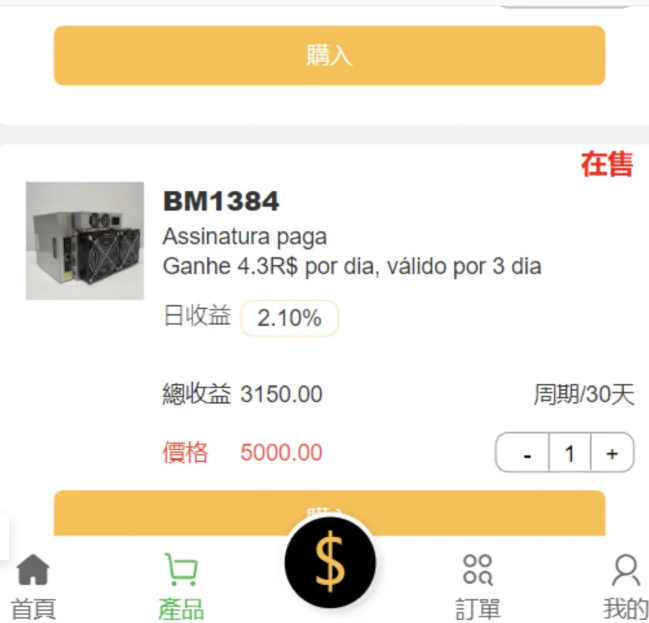 購入
在售
BM1384
Assinatura paga
Ganhe 4.3R$ por dia, válido por 3 dia
日收益 2.10%
總收益 3150.00 周期/30天
價格 5000.00 - 1 +
購入
$
首頁 產品 訂單 我的